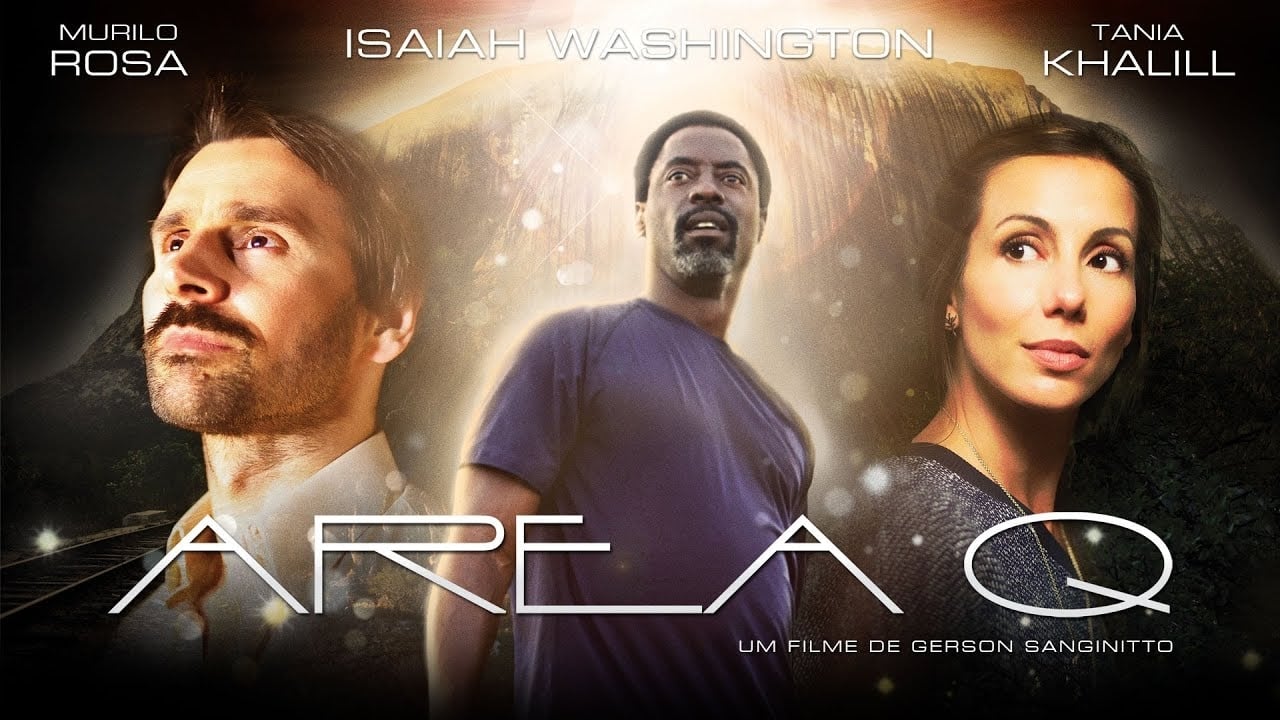 MURILO
ROSA
ISAIAH WASHINGTON
TANIA
KHALILL
AREA Q
UM FILME DE GERSON SANGINITTO